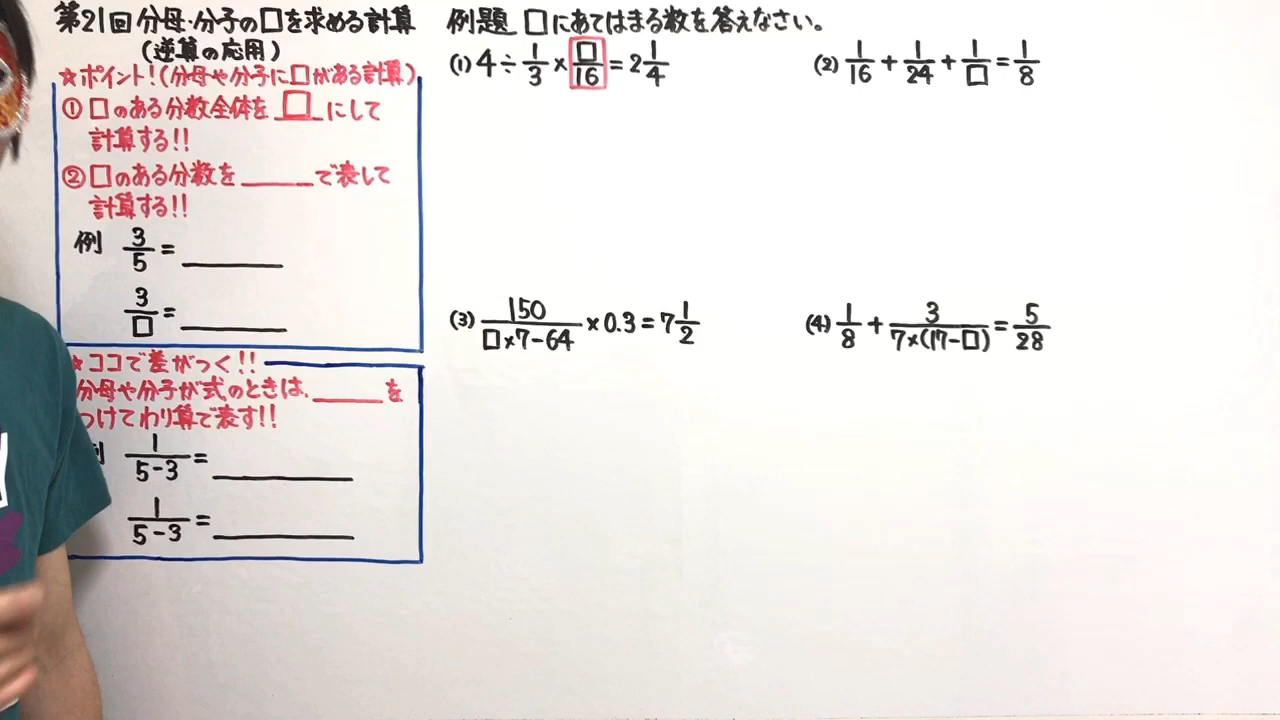 第21回 分母・分子の□を求める計算
(逆算の応用)
☆ポイント!(分母や分子に□がある計算)
① □のある分数全体を □ にして
計算する!!
② □のある分数を ______ で表して
計算する!!
例 3/5 = ______
3/□ = ______
☆ココで差がつく!!
分母や分子が式のときは、______を
つけてわり算で表す!!
例 1/(5-3) = ______
1/(5-3) = ______
例題 □にあてはまる数を答えなさい。
(1) 4÷1/3×□/16=2 1/4
(2) 1/16+1/24+1/□=1/8
(3) 150/(□×7-64)×0.3=7 1/2
(4) 1/8+3/(7×(17-□))=5/28